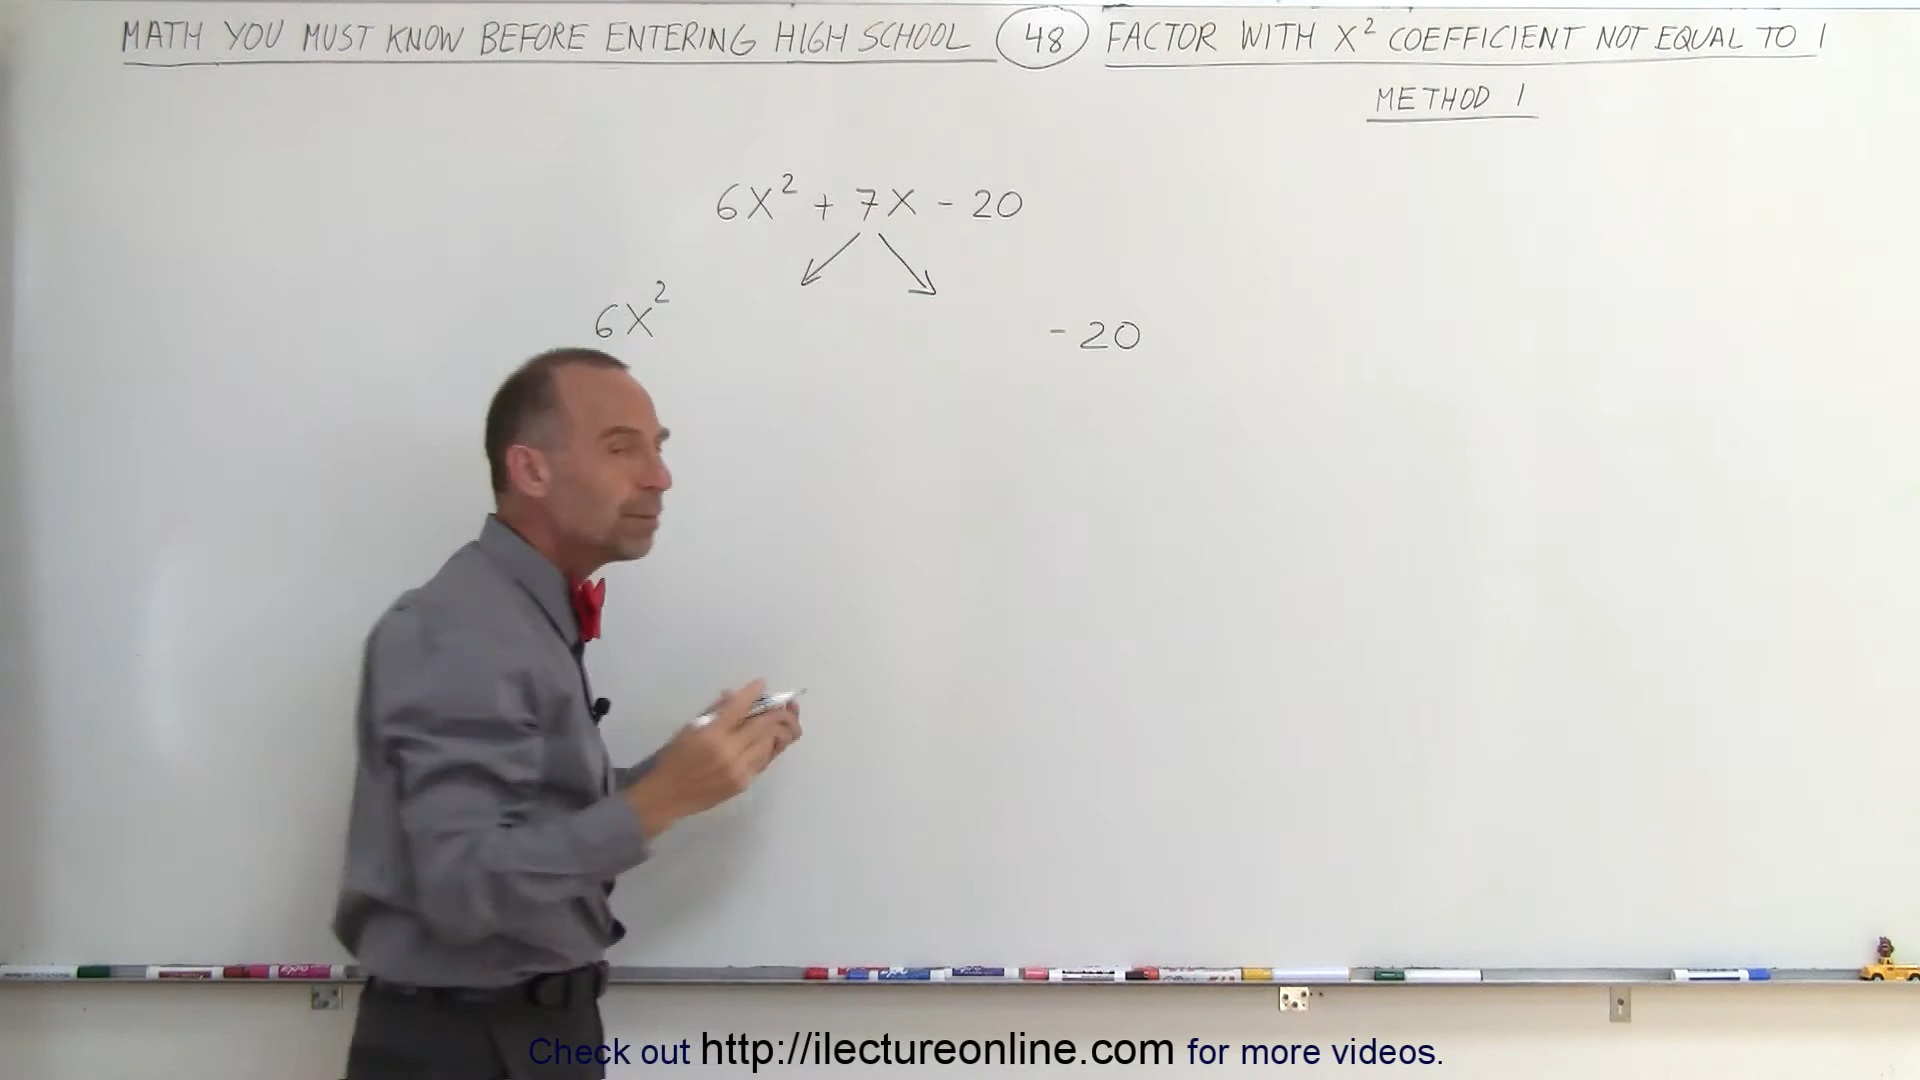 MATH YOU MUST KNOW BEFORE ENTERING HIGH SCHOOL 48 FACTOR WITH X² COEFFICIENT NOT EQUAL TO 1
METHOD 1
6X² + 7X - 20
6X² - 20
Check out http://ilectureonline.com for more videos.